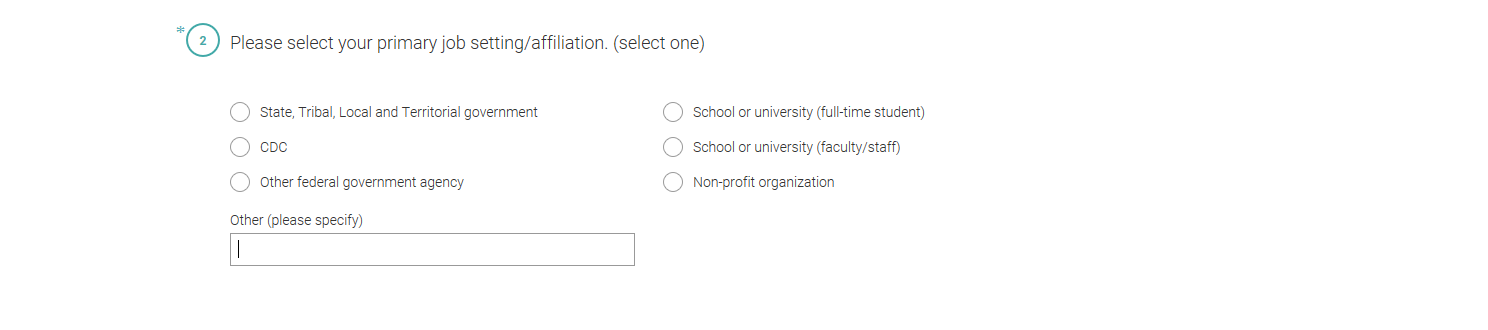 * 2 Please select your primary job setting/affiliation. (select one)
State, Tribal, Local and Territorial government
CDC
Other federal government agency
School or university (full-time student)
School or university (faculty/staff)
Non-profit organization
Other (please specify)